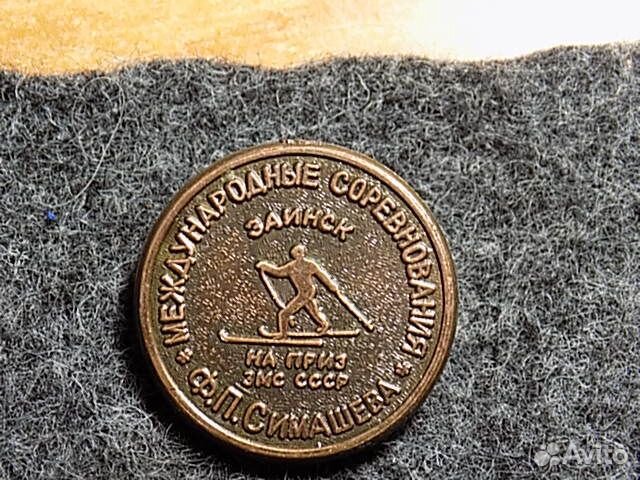 МЕЖДУНАРОДНЫЕ СОРЕВНОВАНИЯ
ЗАИНСК
НА ПРИЗ
ЗМС СССР
Ф.П. СИМАШЕВА
Avito